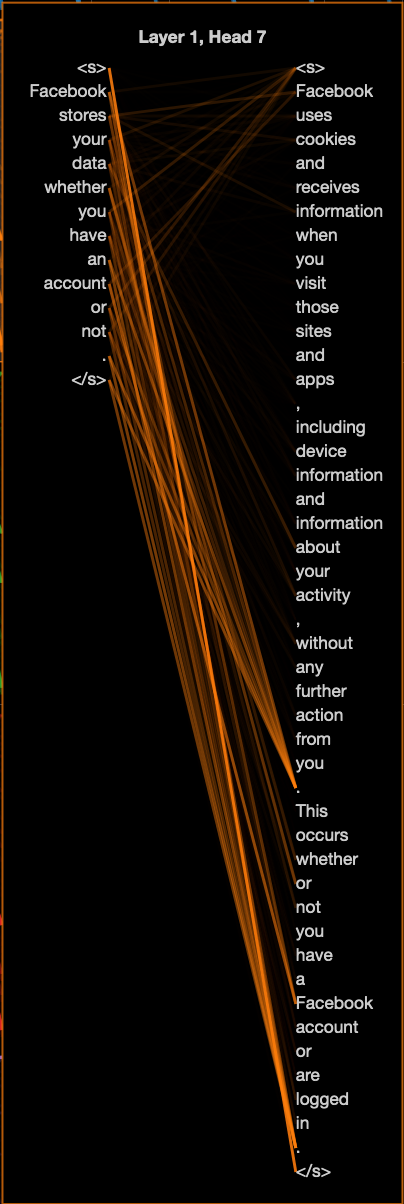 Layer 1, Head 7
<s>
Facebook
stores
your
data
whether
you
have
an
account
or
not
.
</s>
<s>
Facebook
uses
cookies
and
receives
information
when
you
visit
those
sites
and
apps
,
including
device
information
and
information
about
your
activity
,
without
any
further
action
from
you
.
This
occurs
whether
or
not
you
have
a
Facebook
account
or
are
logged
in
.
</s>